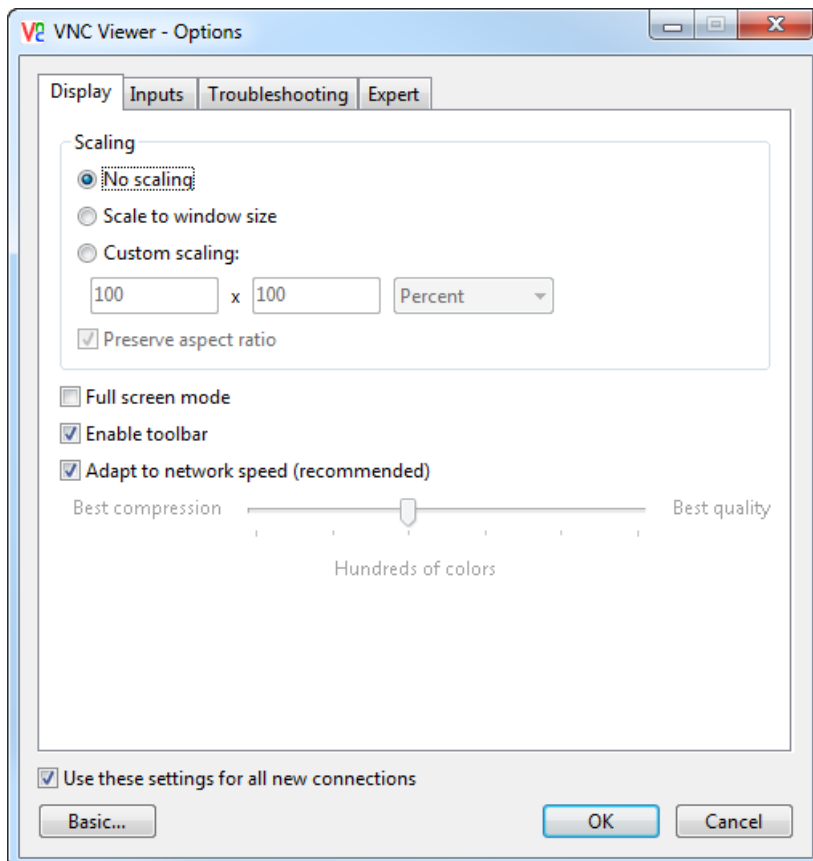 VNC Viewer - Options
Display Inputs Troubleshooting Expert
Scaling
No scaling
Scale to window size
Custom scaling:
100 x 100 Percent
Preserve aspect ratio
Full screen mode
Enable toolbar
Adapt to network speed (recommended)
Best compression Best quality
Hundreds of colors
Use these settings for all new connections
Basic... OK Cancel